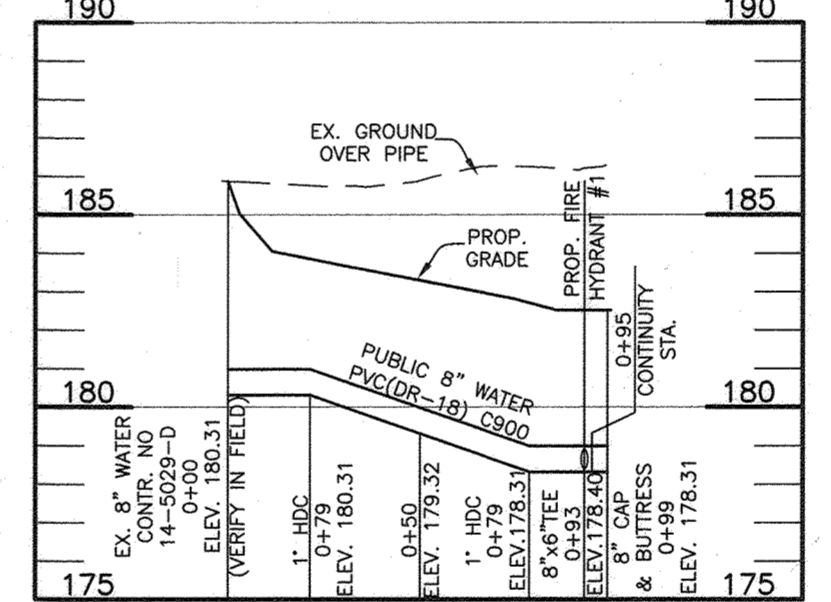 190
190
EX. GROUND
OVER PIPE
185
185
PROP.
GRADE
PROP. FIRE
HYDRANT #1
0+95
CONTINUITY
STA.
180
180
PUBLIC 8" WATER
PVC(DR-18) C900
EX. 8" WATER
CONTR. NO
14-5029-D
0+00
ELEV. 180.31
(VERIFY IN FIELD)
1° HDC
0+79
ELEV. 180.31
0+50
ELEV. 179.32
1° HDC
0+79
ELEV.178.31
8"x6"TEE
0+93
ELEV.178.40
8" CAP
& BUTTRESS
0+99
ELEV. 178.31
175
175